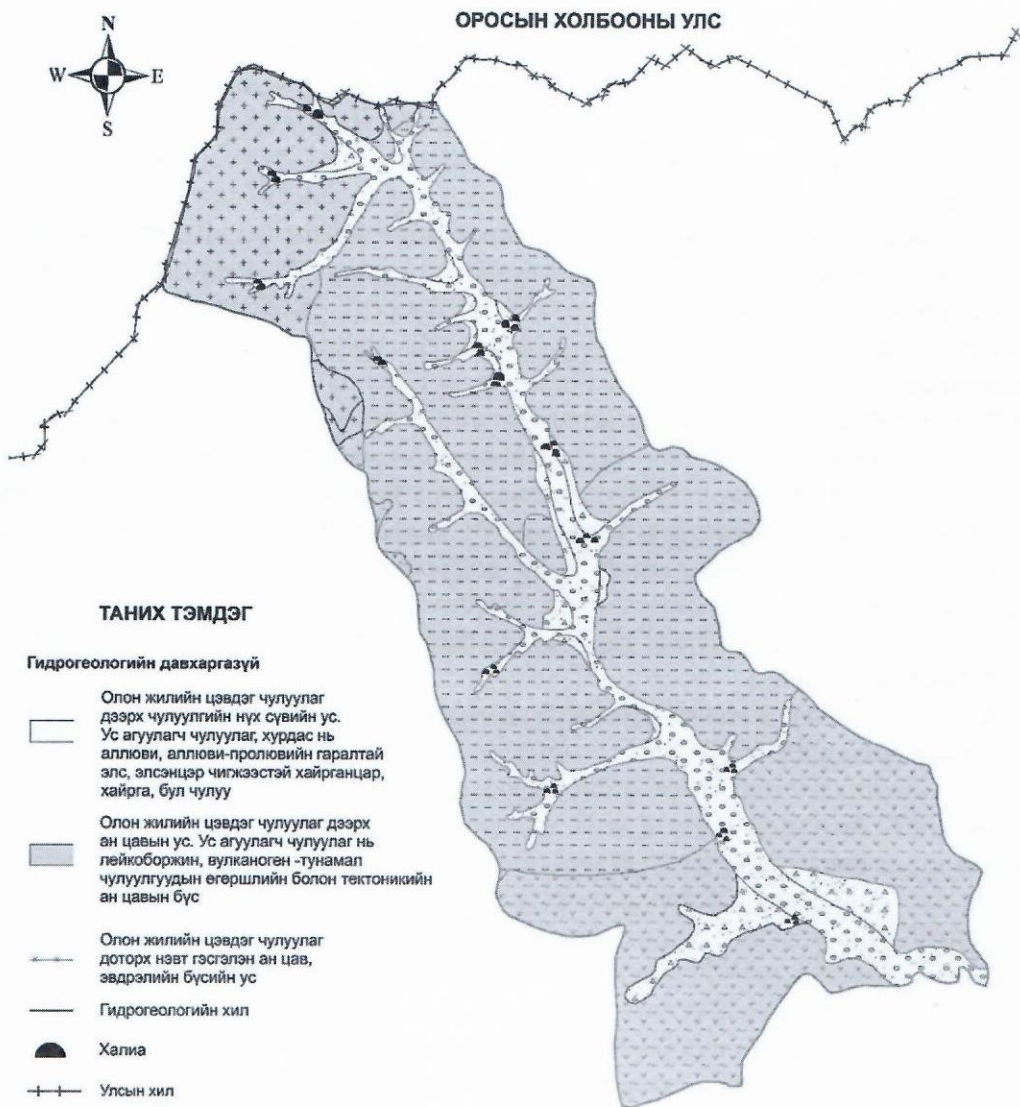 ОРОСЫН ХОЛБООНЫ УЛС
N
W E
S
ТАНИХ ТЭМДЭГ
Гидрогеологийн давхаргазүй
Олон жилийн цэвдэг чулуулаг
дээрх чулуулгийн нүх сувийн ус.
Ус агуулагч чулуулаг, хурдас нь
аллюви, аллюви-пролювийн гаралтай
элс, элсэнцэр чигжээстэй хайрганцар,
хайрга, бул чулуу
Олон жилийн цэвдэг чулуулаг дээрх
ан цавын ус. Ус агуулагч чулуулаг нь
лейкоборжин, вулканоген -тунамал
чулуулгуудын өгөршлийн болон тектоникийн
ан цавын бүс
Олон жилийн цэвдэг чулуулаг
доторх нэвт гэсгэлэн ан цав,
эвдрэлийн бүсийн ус
Гидрогеологийн хил
Халиа
Улсын хил